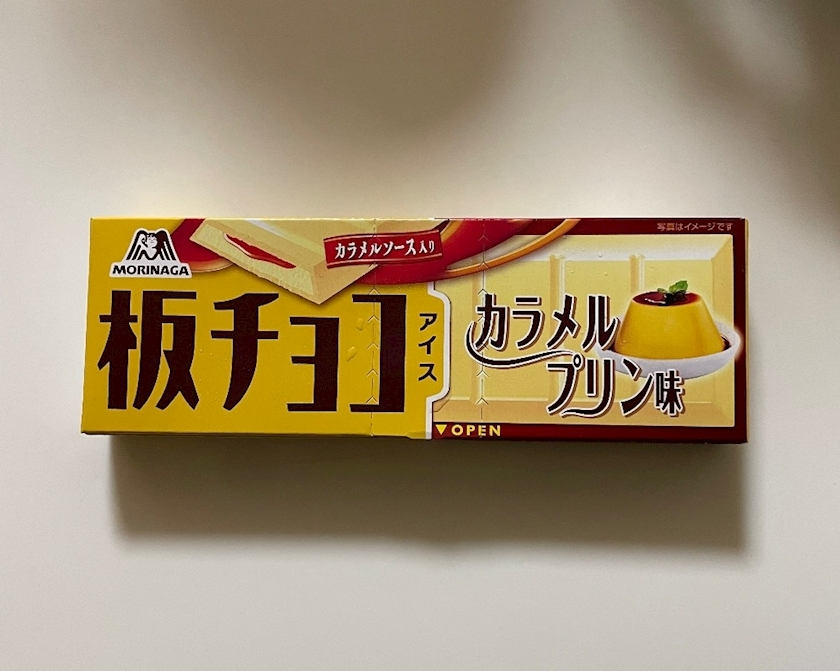 MORINAGA
カラメルソース入り
写真はイメージです
板チョコ
アイス
カラメル
プリン味
▼OPEN